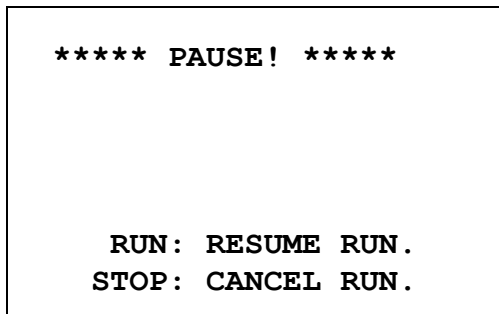 ***** PAUSE! *****
RUN: RESUME RUN.
STOP: CANCEL RUN.